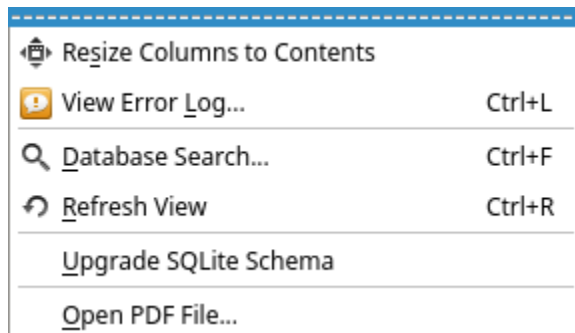 Resize Columns to Contents
View Error Log... Ctrl+L
Database Search... Ctrl+F
Refresh View Ctrl+R
Upgrade SQLite Schema
Open PDF File...